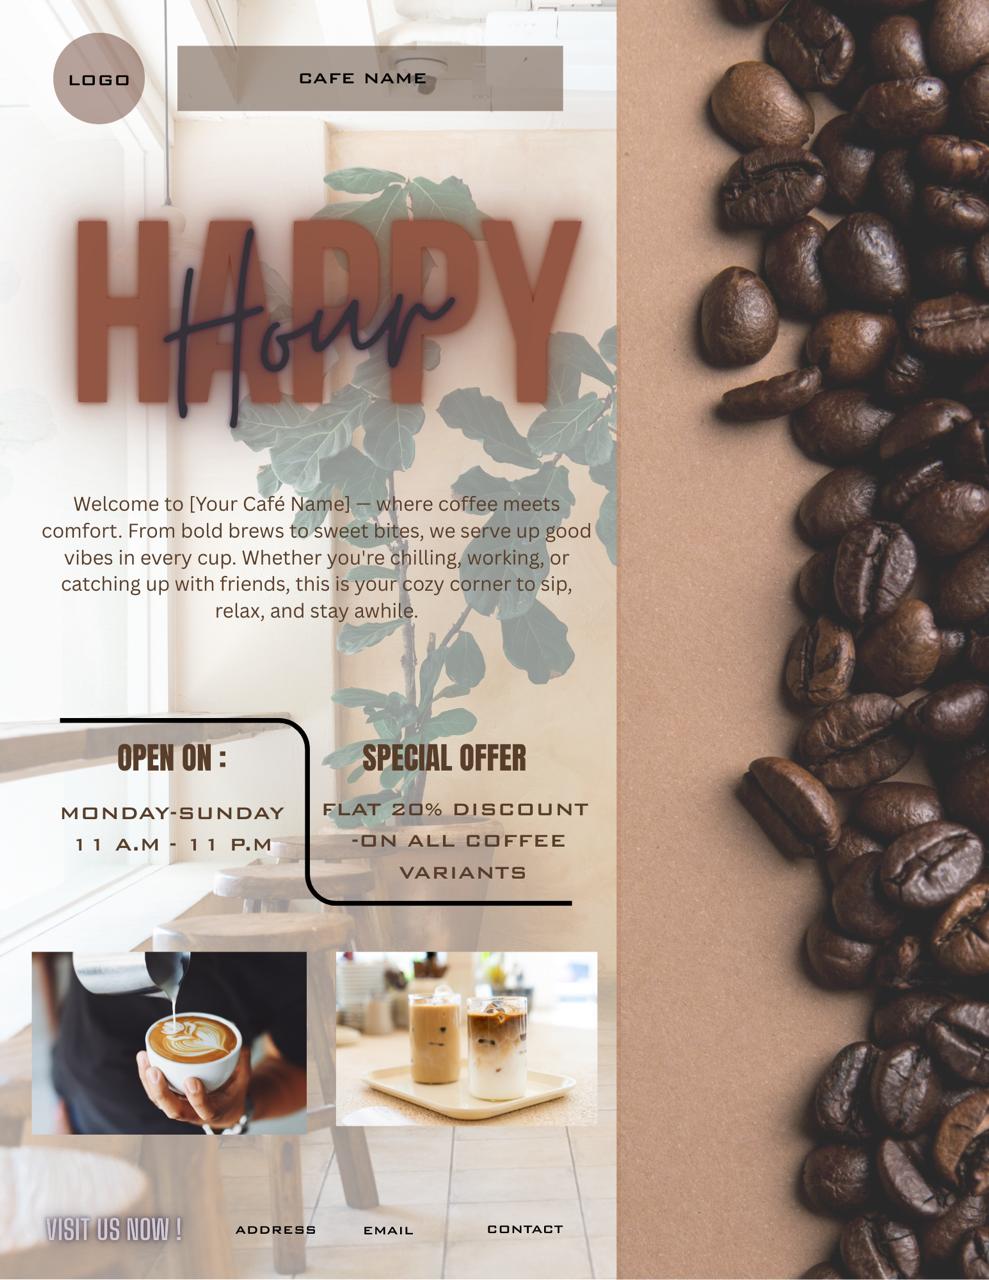 LOGO
CAFE NAME
HAPPY
Hour
Welcome to [Your Café Name] — where coffee meets
comfort. From bold brews to sweet bites, we serve up good
vibes in every cup. Whether you're chilling, working, or
catching up with friends, this is your cozy corner to sip,
relax, and stay awhile.
OPEN ON :
MONDAY-SUNDAY
11 A.M - 11 P.M
SPECIAL OFFER
FLAT 20% DISCOUNT
-ON ALL COFFEE
VARIANTS
VISIT US NOW !
ADDRESS
EMAIL
CONTACT